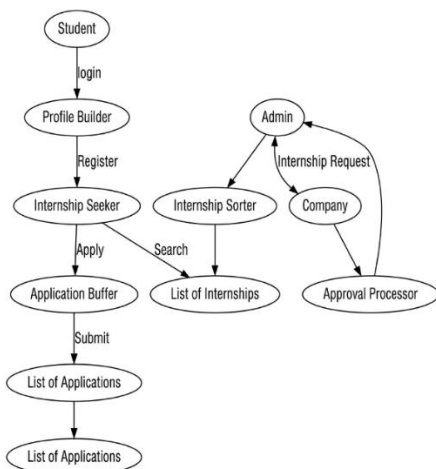 Student
login
Profile Builder
Admin
Register
Internship Request
Internship Seeker
Internship Sorter
Company
Apply
Search
Application Buffer
List of Internships
Approval Processor
Submit
List of Applications
List of Applications